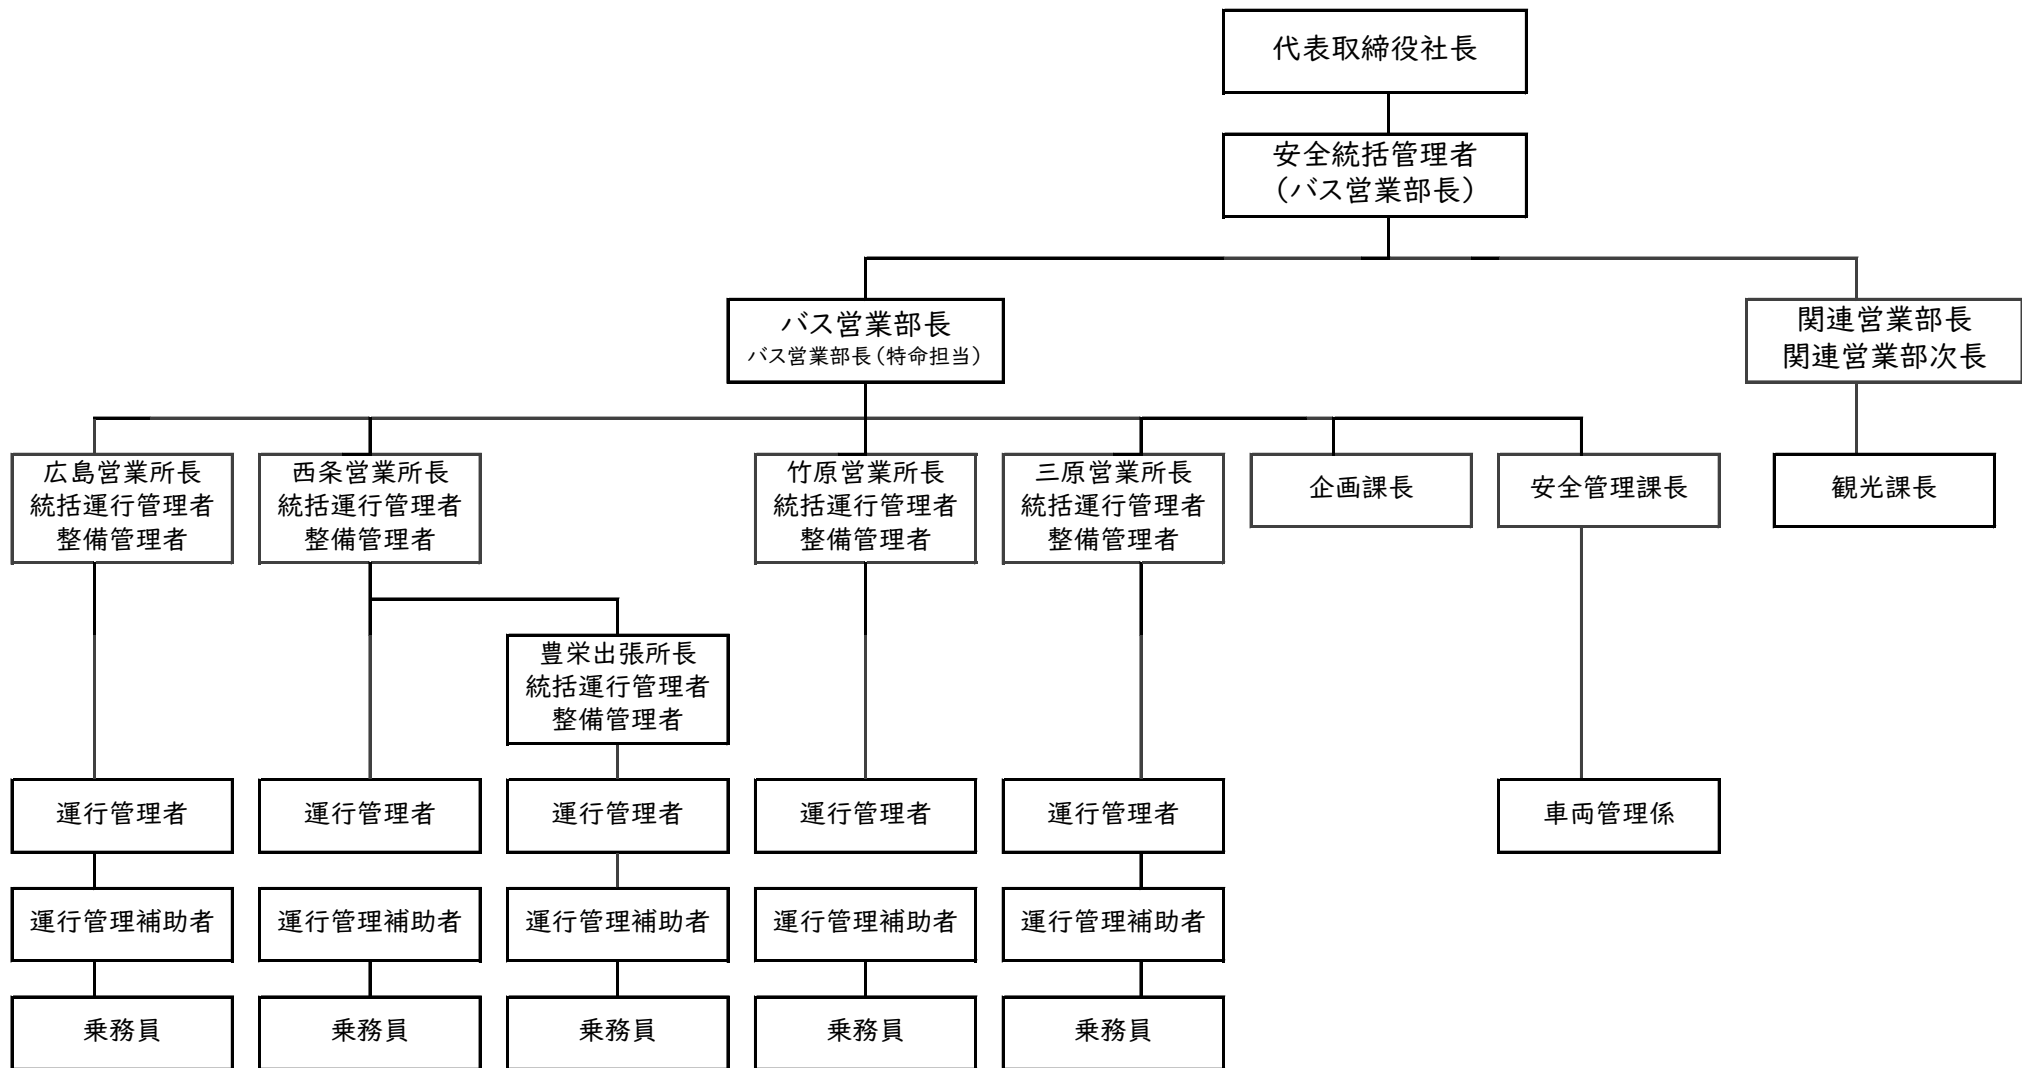 代表取締役社長
安全統括管理者
（バス営業部長）
バス営業部長
バス営業部長（特命担当）
関連営業部長
関連営業部次長
広島営業所長
統括運行管理者
整備管理者
西条営業所長
統括運行管理者
整備管理者
竹原営業所長
統括運行管理者
整備管理者
三原営業所長
統括運行管理者
整備管理者
企画課長
安全管理課長
観光課長
豊栄出張所長
統括運行管理者
整備管理者
運行管理者
運行管理者
運行管理者
運行管理者
運行管理者
車両管理係
運行管理補助者
運行管理補助者
運行管理補助者
運行管理補助者
運行管理補助者
乗務員
乗務員
乗務員
乗務員
乗務員